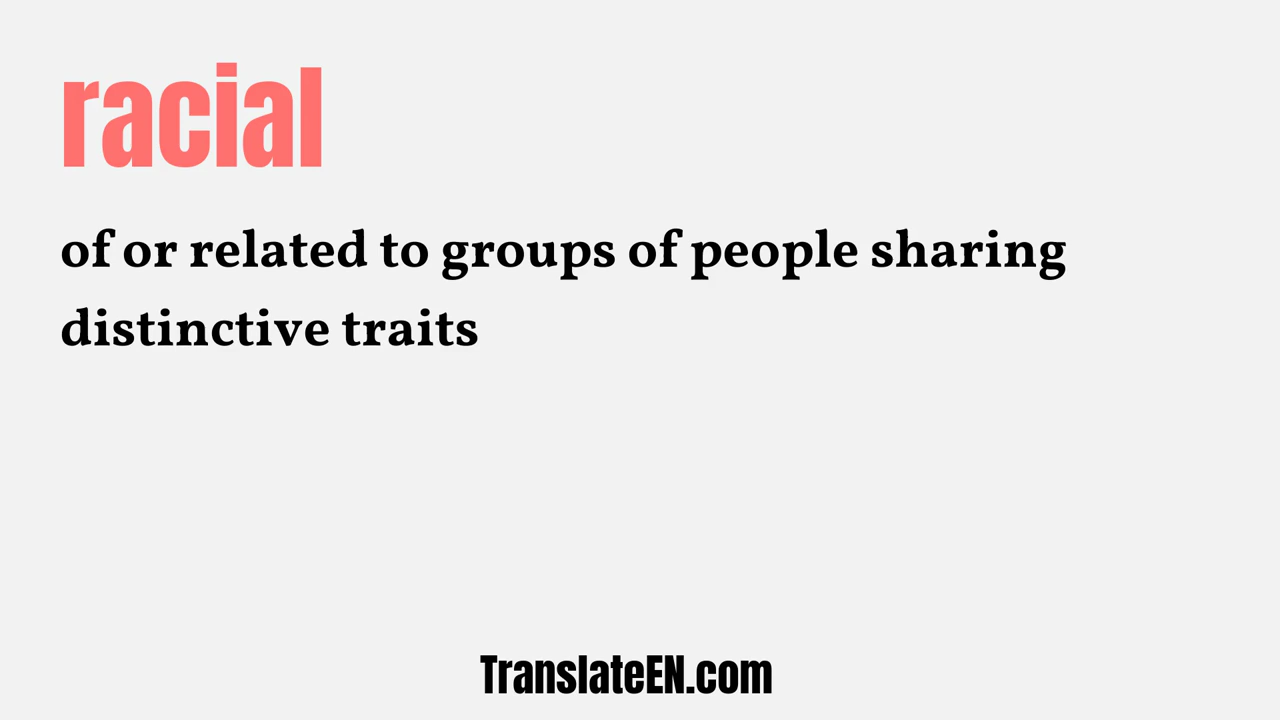 racial
of or related to groups of people sharing
distinctive traits
TranslateEN.com